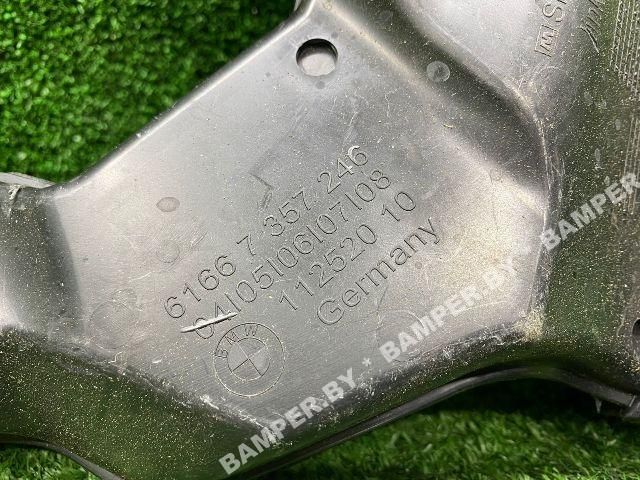 6166 7 357 246
04|05|06|07|08
112520 10
BMW
Germany
BAMPER.BY * BAMPER.BY * BAMPER.BY * BAMPER